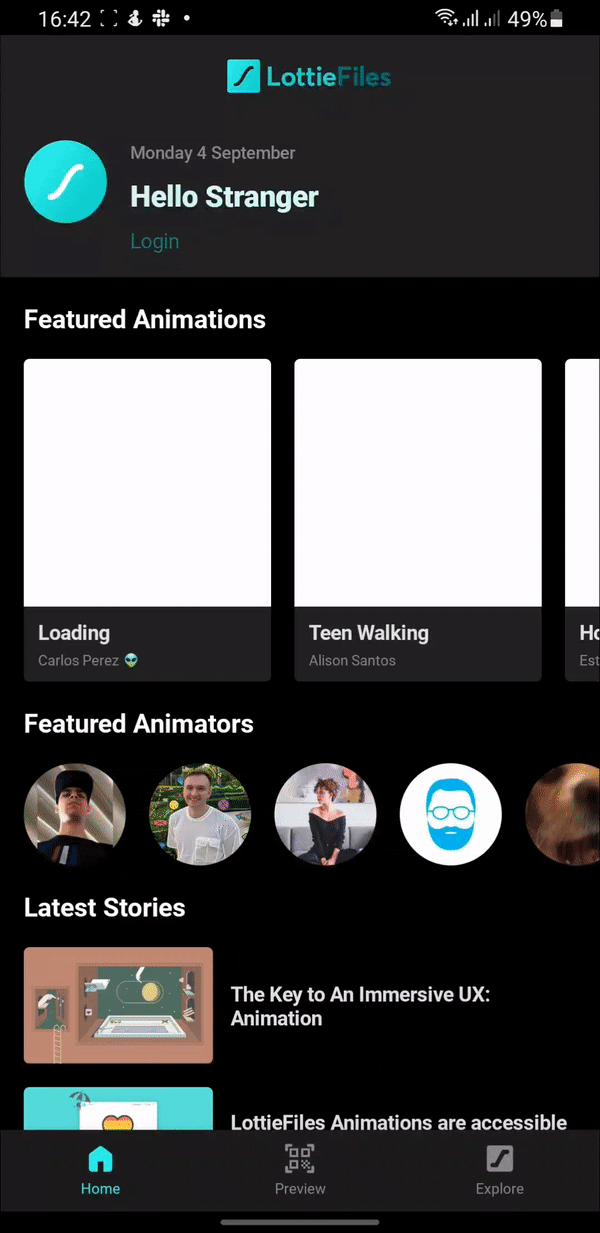 16:42
49%
LottieFiles
Monday 4 September
Hello Stranger
Login
Featured Animations
Loading
Carlos Perez 👽
Teen Walking
Alison Santos
Ho
Est
Featured Animators
Latest Stories
The Key to An Immersive UX:
Animation
LottieFiles Animations are accessible
Home
Preview
Explore